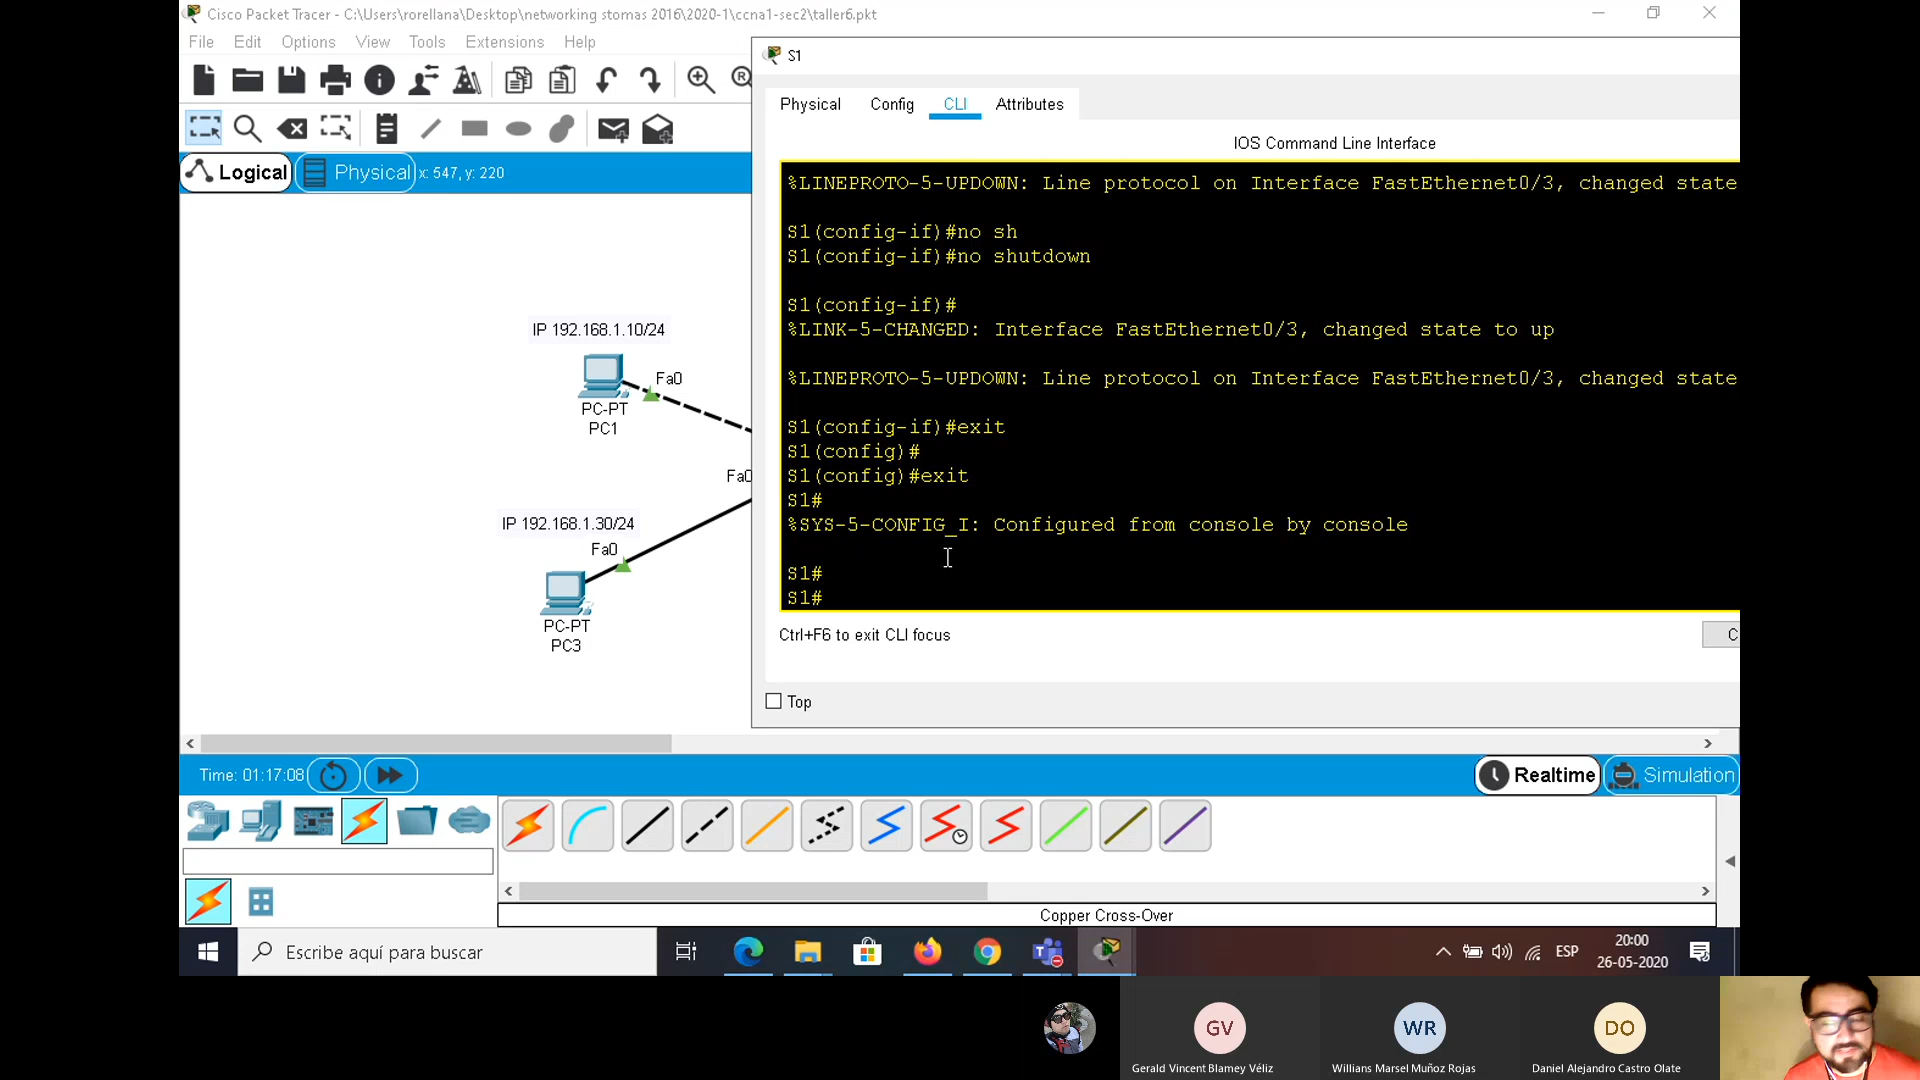 Cisco Packet Tracer - C:\Users\rorellana\Desktop\networking stomas 2016\2020-1\ccna1-sec2\taller6.pkt
File Edit Options View Tools Extensions Help
S1
Physical Config CLI Attributes
IOS Command Line Interface
Logical Physical x: 547, y: 220
%LINEPROTO-5-UPDOWN: Line protocol on Interface FastEthernet0/3, changed state
S1(config-if)#no sh
S1(config-if)#no shutdown
S1(config-if)#
%LINK-5-CHANGED: Interface FastEthernet0/3, changed state to up
%LINEPROTO-5-UPDOWN: Line protocol on Interface FastEthernet0/3, changed state
S1(config-if)#exit
S1(config)#
S1(config)#exit
S1#
%SYS-5-CONFIG_I: Configured from console by console
S1#
S1#
Ctrl+F6 to exit CLI focus
C
Top
IP 192.168.1.10/24
Fa0
PC-PT
PC1
Fa0
IP 192.168.1.30/24
Fa0
PC-PT
PC3
Time: 01:17:08
Realtime Simulation
Copper Cross-Over
Escribe aquí para buscar
ESP
20:00
26-05-2020
GV
WR
DO
Gerald Vincent Blamey Véliz
Willians Marsel Muñoz Rojas
Daniel Alejandro Castro Olate